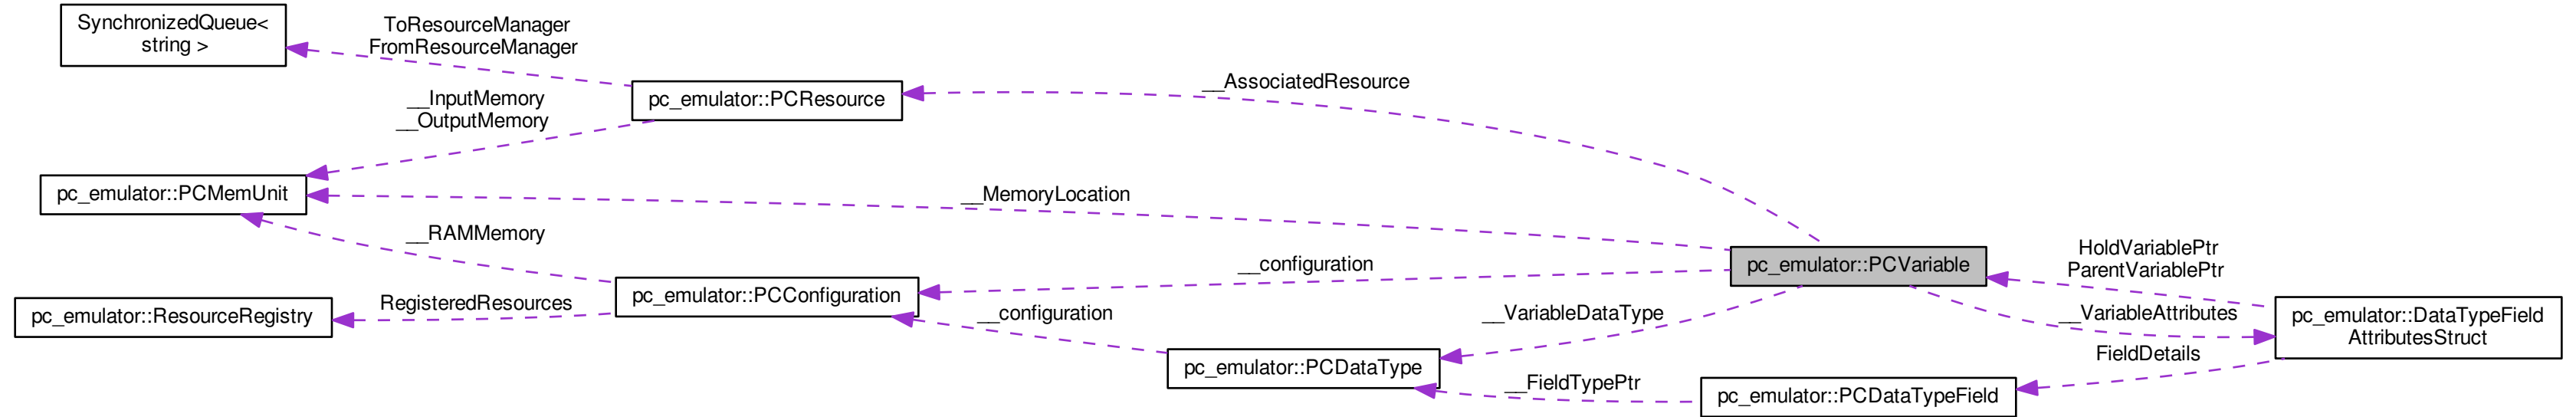 SynchronizedQueue<
string >
ToResourceManager
FromResourceManager
pc_emulator::PCResource
__AssociatedResource
__InputMemory
__OutputMemory
pc_emulator::PCMemUnit
__MemoryLocation
__RAMMemory
pc_emulator::PCVariable
HoldVariablePtr
ParentVariablePtr
__configuration
pc_emulator::PCConfiguration
RegisteredResources
pc_emulator::ResourceRegistry
__configuration
__VariableDataType
__VariableAttributes
pc_emulator::DataTypeField
AttributesStruct
FieldDetails
pc_emulator::PCDataType
__FieldTypePtr
pc_emulator::PCDataTypeField